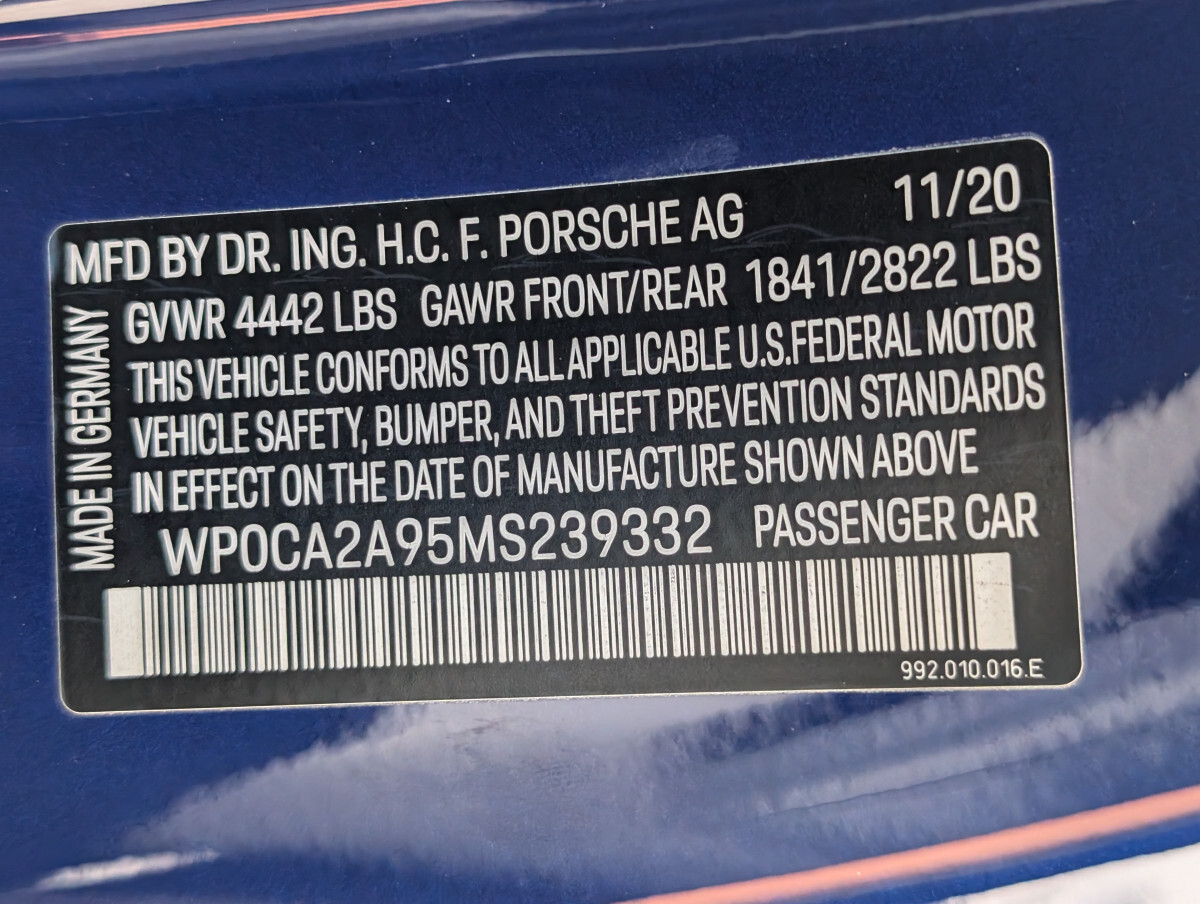 MFD BY DR. ING. H.C. F. PORSCHE AG 11/20
GVWR 4442 LBS GAWR FRONT/REAR 1841/2822 LBS
THIS VEHICLE CONFORMS TO ALL APPLICABLE U.S.FEDERAL MOTOR
VEHICLE SAFETY, BUMPER, AND THEFT PREVENTION STANDARDS
IN EFFECT ON THE DATE OF MANUFACTURE SHOWN ABOVE
WP0CA2A95MS239332 PASSENGER CAR
992.010.016.E
MADE IN GERMANY